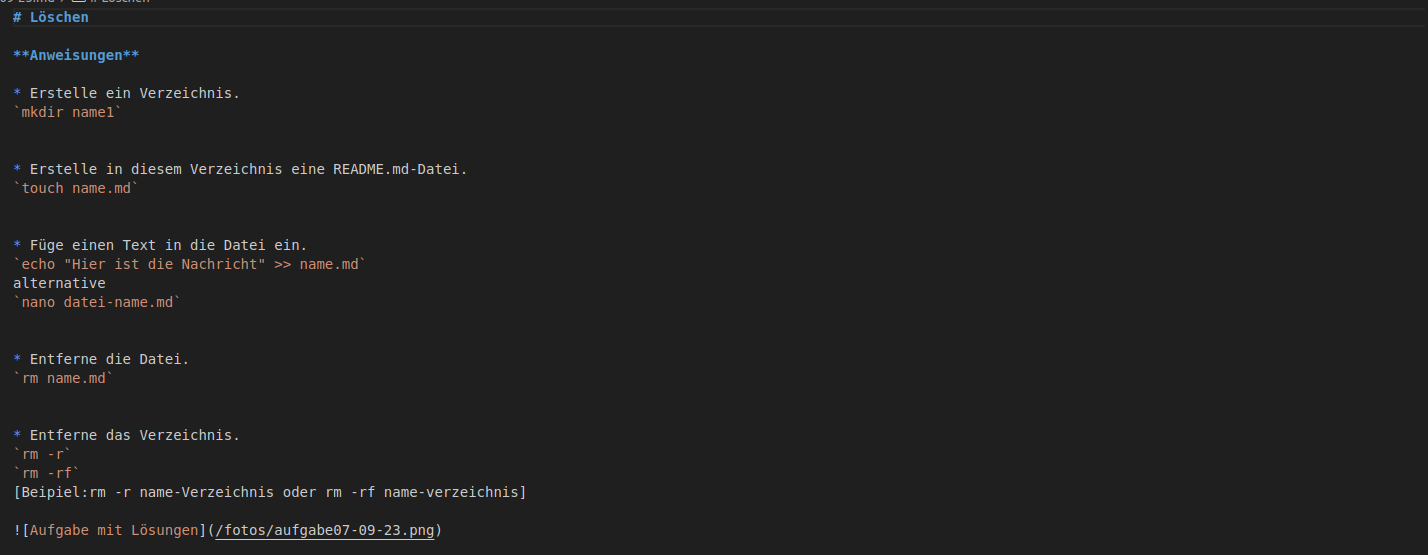 # Löschen
**Anweisungen**
* Erstelle ein Verzeichnis.
`mkdir name1`
* Erstelle in diesem Verzeichnis eine README.md-Datei.
`touch name.md`
* Füge einen Text in die Datei ein.
`echo "Hier ist die Nachricht" >> name.md`
alternative
`nano datei-name.md`
* Entferne die Datei.
`rm name.md`
* Entferne das Verzeichnis.
`rm -r`
`rm -rf`
[Beipiel:rm -r name-Verzeichnis oder rm -rf name-verzeichnis]
![Aufgabe mit Lösungen](/fotos/aufgabe07-09-23.png)